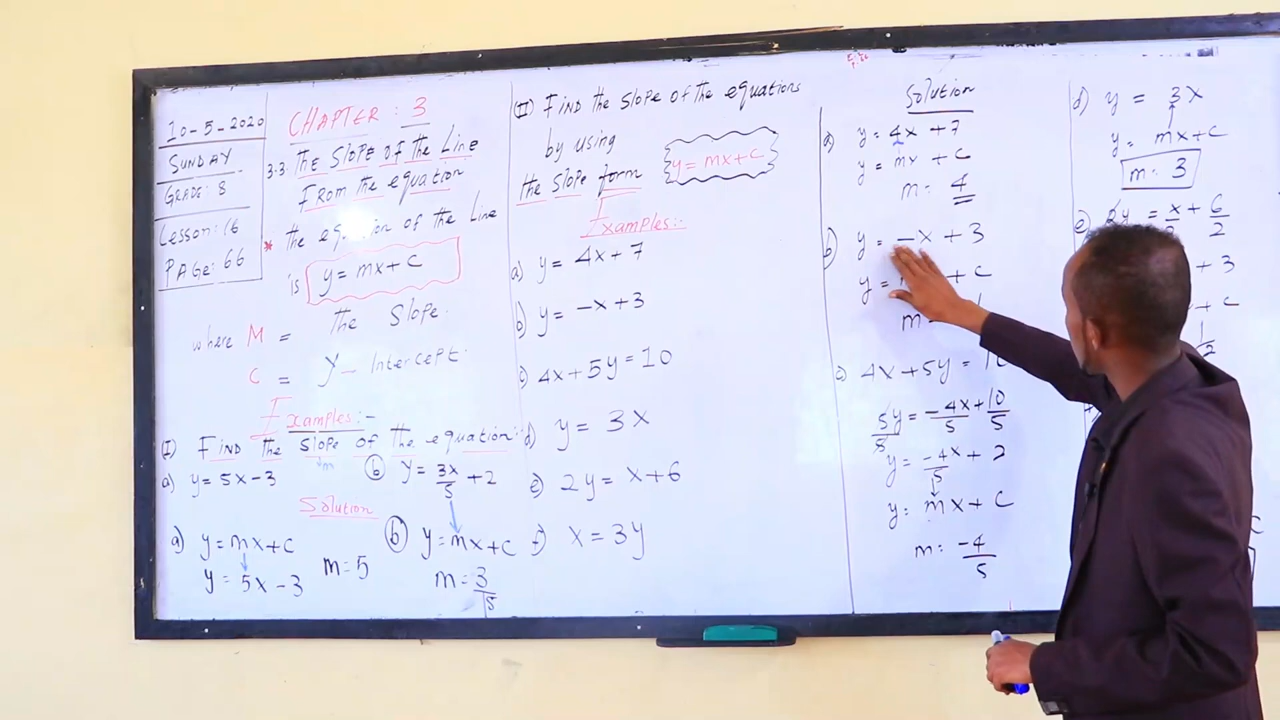 10-5-2020
SUNDAY
GRADE: 8
Lesson: 16
PAGE: 66
CHAPTER: 3
3.3. THE SLOPE OF the Line
FROM the equation
* the equation of the Line
is y = mx + c
where M = the Slope.
C = Y-Intercept.
Examples:-
(I) FIND the slope of the equation:
m
a) y = 5x - 3
(b) y = 3x/5 + 2
Solution
a) y = mx + c
y = 5x - 3
m = 5
(b) y = mx + c
m = 3/5
(II) FIND the slope of the equations
by using
the slope form
y = mx + c
Examples:-
a) y = 4x + 7
b) y = -x + 3
c) 4x + 5y = 10
d) y = 3x
e) 2y = x + 6
f) x = 3y
Solution
a) y = 4x + 7
y = mx + c
m = 4
b) y = -x + 3
y = + c
m =
c) 4x + 5y =
5y/5 = -4x/5 + 10/5
y = -4x/5 + 2
y = mx + c
m = -4/5
d) y = 3x
y = mx + c
m = 3
e) 2y = x + 6/2
+ 3
+ c
1/2